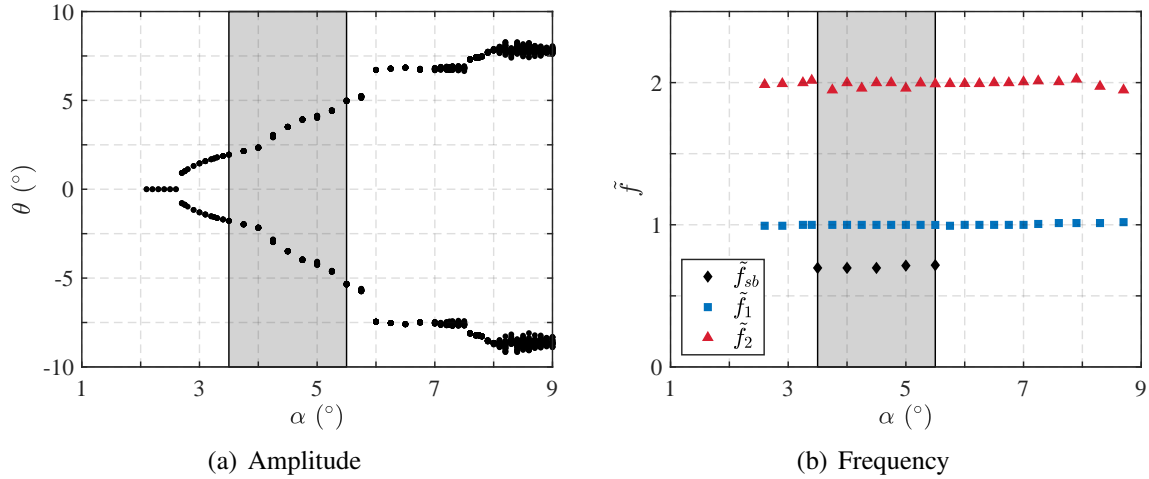 10
5
0
-5
-10
θ (°)
1 3 5 7 9
α (°)
(a) Amplitude
2
1
0
f̃
f̃sb
f̃1
f̃2
1 3 5 7 9
α (°)
(b) Frequency